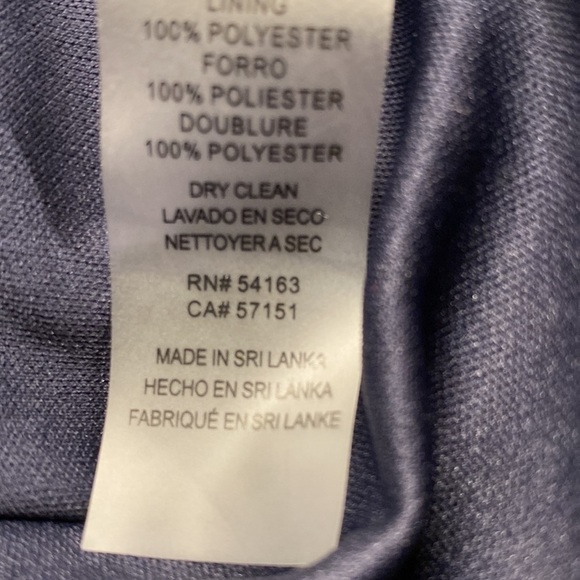 LINING
100% POLYESTER
FORRO
100% POLIESTER
DOUBLURE
100% POLYESTER
DRY CLEAN
LAVADO EN SECO
NETTOYER A SEC
RN# 54163
CA# 57151
MADE IN SRI LANKA
HECHO EN SRI LANKA
FABRIQUÉ EN SRI LANKE